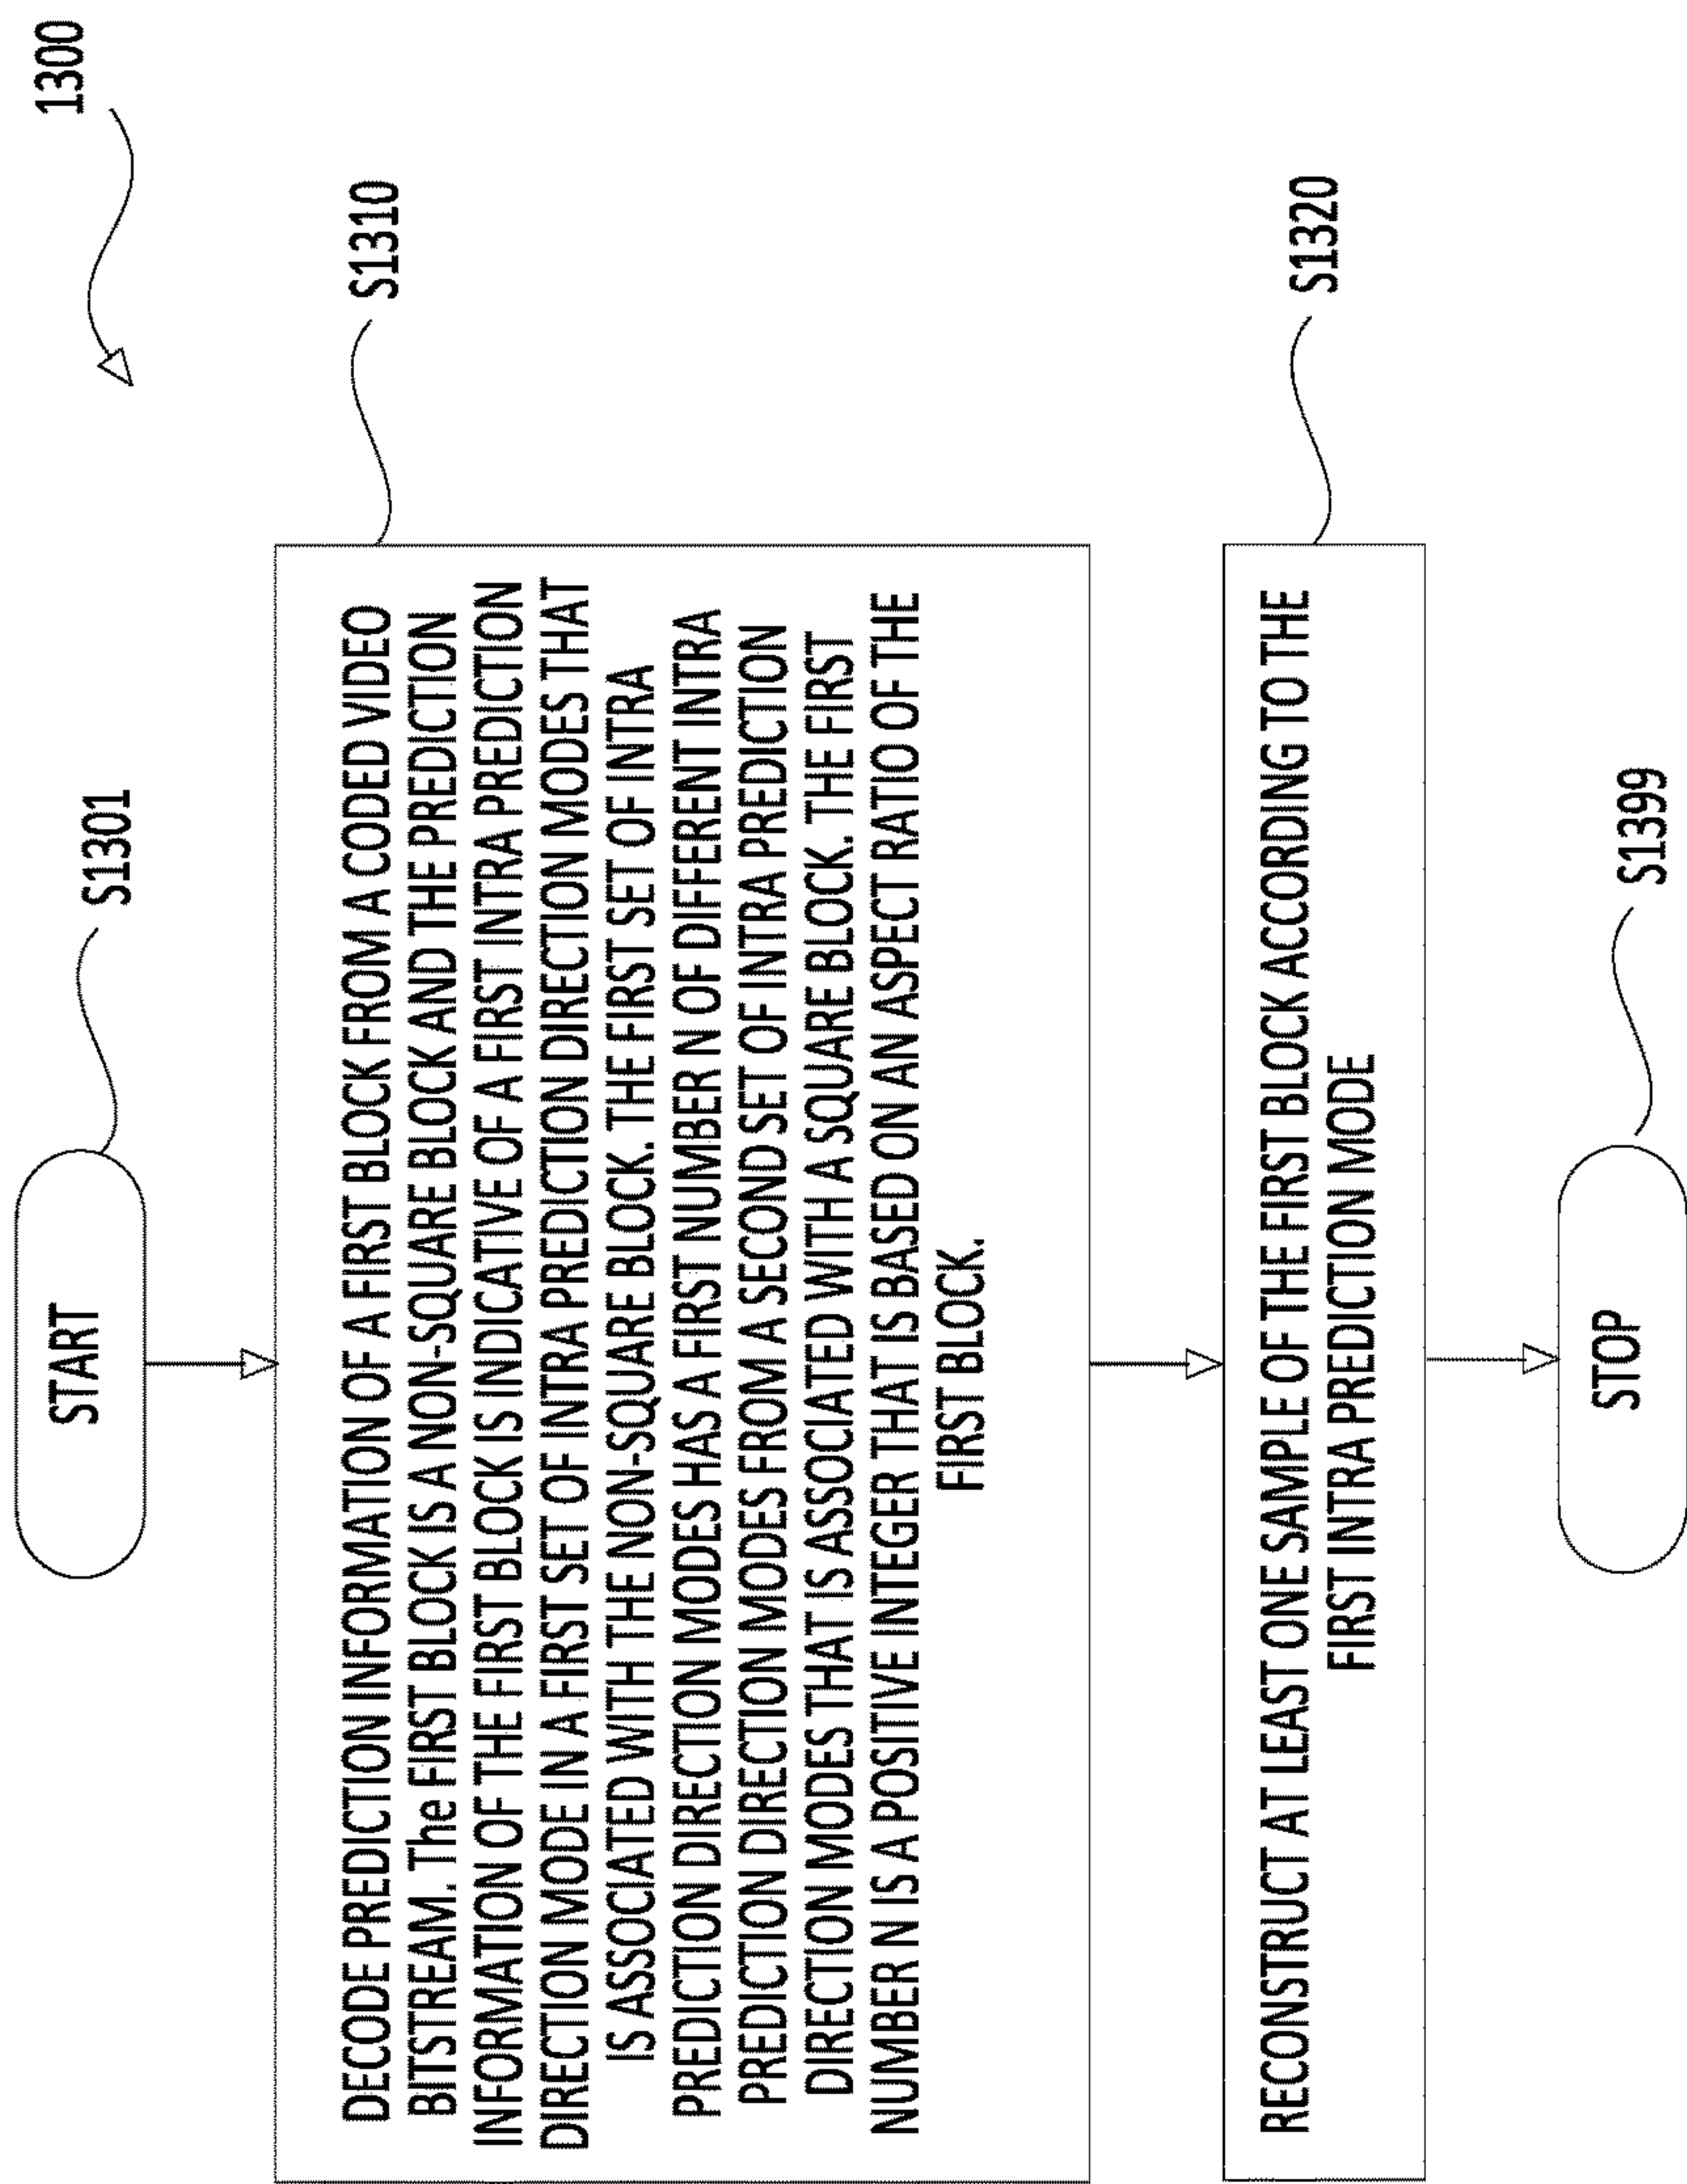 1300
START
S1301
DECODE PREDICTION INFORMATION OF A FIRST BLOCK FROM A CODED VIDEO
BITSTREAM. The FIRST BLOCK IS A NON-SQUARE BLOCK AND THE PREDICTION
INFORMATION OF THE FIRST BLOCK IS INDICATIVE OF A FIRST INTRA PREDICTION
DIRECTION MODE IN A FIRST SET OF INTRA PREDICTION DIRECTION MODES THAT
IS ASSOCIATED WITH THE NON-SQUARE BLOCK. THE FIRST SET OF INTRA
PREDICTION DIRECTION MODES HAS A FIRST NUMBER N OF DIFFERENT INTRA
PREDICTION DIRECTION MODES FROM A SECOND SET OF INTRA PREDICTION
DIRECTION MODES THAT IS ASSOCIATED WITH A SQUARE BLOCK. THE FIRST
NUMBER N IS A POSITIVE INTEGER THAT IS BASED ON AN ASPECT RATIO OF THE
FIRST BLOCK.
S1310
RECONSTRUCT AT LEAST ONE SAMPLE OF THE FIRST BLOCK ACCORDING TO THE
FIRST INTRA PREDICTION MODE
S1320
STOP
S1399